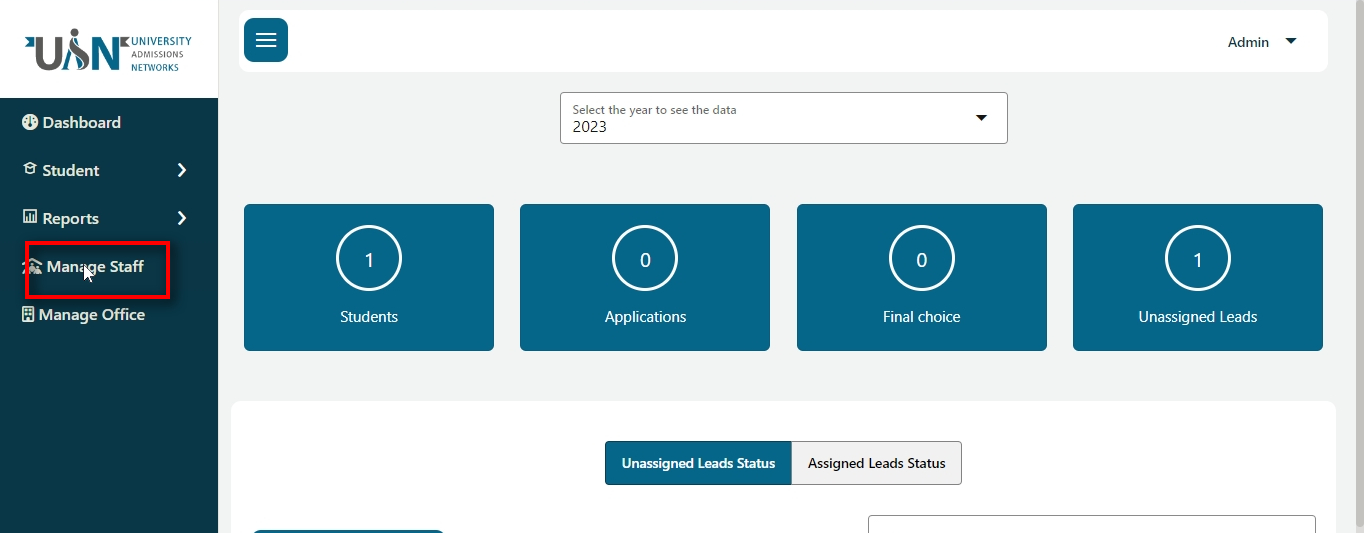 UAN UNIVERSITY
ADMISSIONS
NETWORKS
Admin
Dashboard
Student
Reports
Manage Staff
Manage Office
Select the year to see the data
2023
1
Students
0
Applications
0
Final choice
1
Unassigned Leads
Unassigned Leads Status
Assigned Leads Status